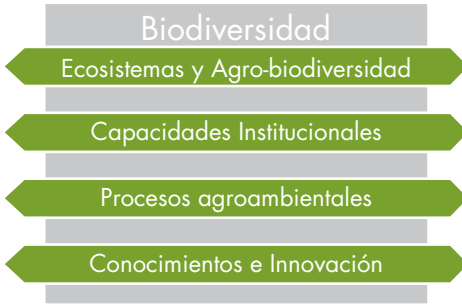 Biodiversidad
Ecosistemas y Agro-biodiversidad
Capacidades Institucionales
Procesos agroambientales
Conocimientos e Innovación